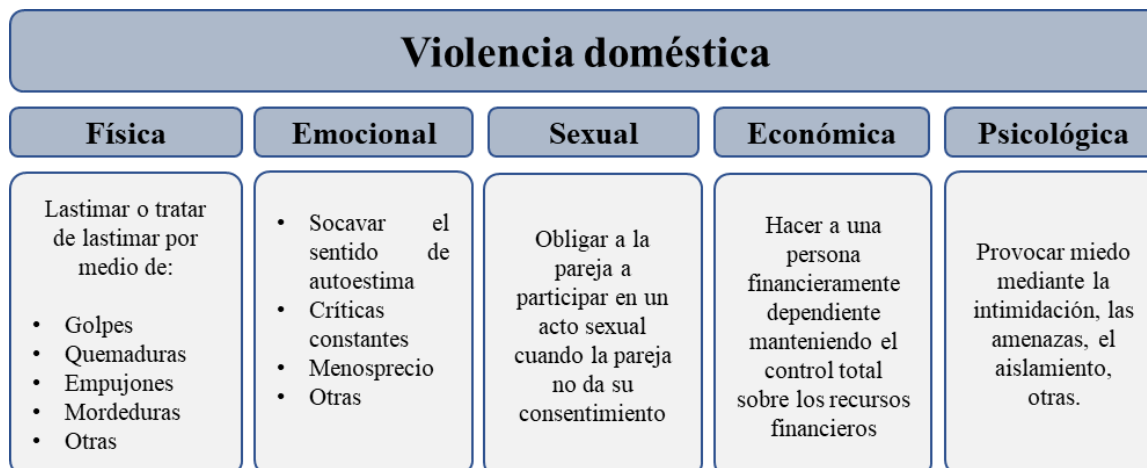 Violencia doméstica
Física
Emocional
Sexual
Económica
Psicológica
Lastimar o tratar
de lastimar por
medio de:
• Golpes
• Quemaduras
• Empujones
• Mordeduras
• Otras
• Socavar el
sentido de
autoestima
• Críticas
constantes
• Menosprecio
• Otras
Obligar a la
pareja a
participar en un
acto sexual
cuando la pareja
no da su
consentimiento
Hacer a una
persona
financieramente
dependiente
manteniendo el
control total
sobre los recursos
financieros
Provocar miedo
mediante la
intimidación, las
amenazas, el
aislamiento,
otras.